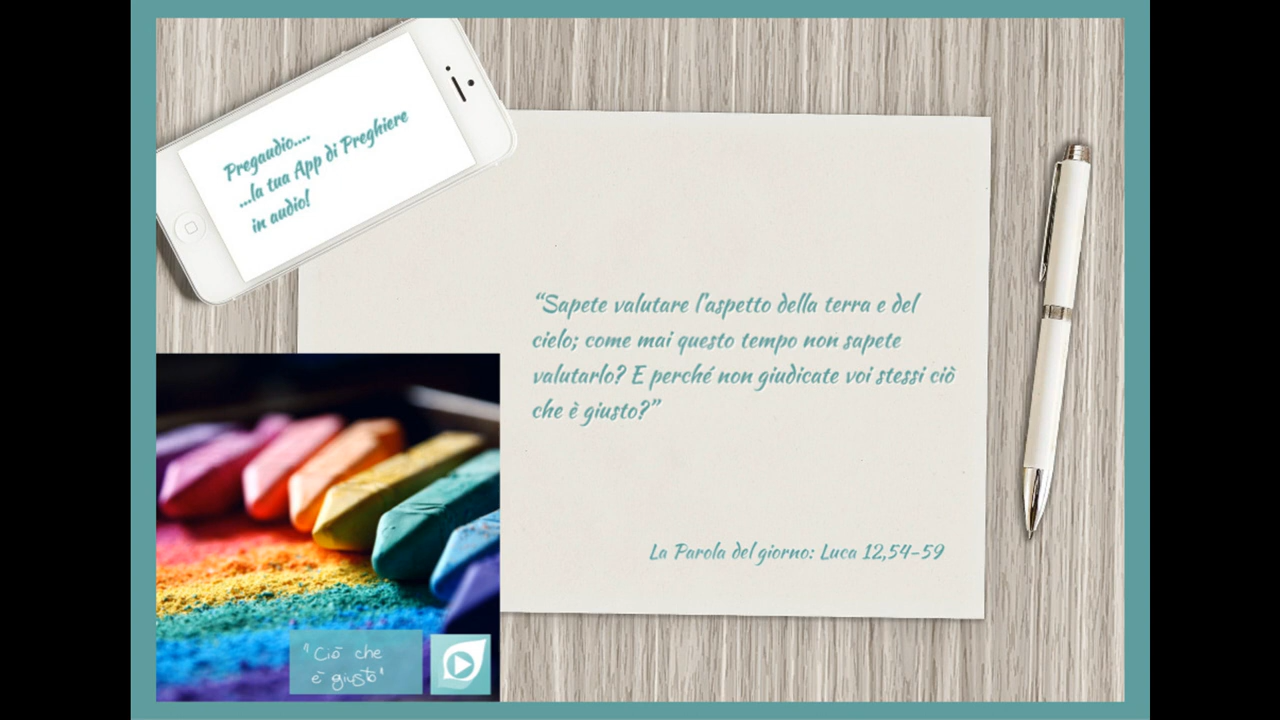 Pregaudio....
...la tua App di Preghiere
in audio!
“Sapete valutare l'aspetto della terra e del
cielo; come mai questo tempo non sapete
valutarlo? E perché non giudicate voi stessi ciò
che è giusto?”
La Parola del giorno: Luca 12,54-59
"Ciò che
è giusto"